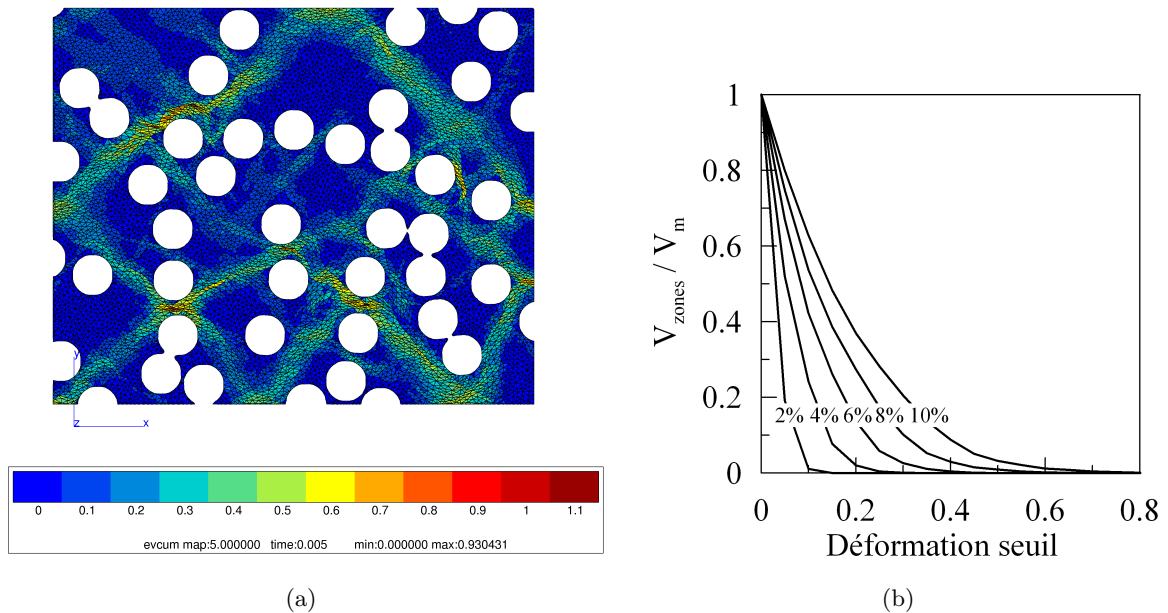 y
z x
0 0.1 0.2 0.3 0.4 0.5 0.6 0.7 0.8 0.9 1 1.1
evcum map:5.000000 time:0.005 min:0.000000 max:0.930431
(a)
1
0.8
0.6
0.4
0.2
0
V_zones / V_m
2% 4% 6% 8% 10%
0 0.2 0.4 0.6 0.8
Déformation seuil
(b)